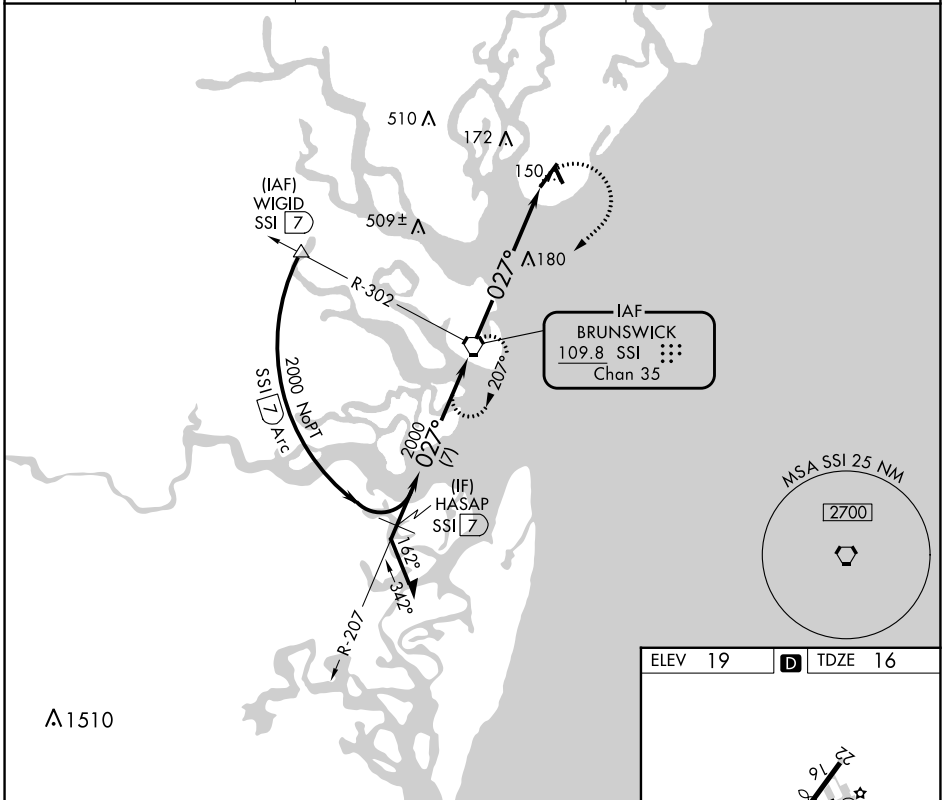 510
172
150
(IAF)
WIGID
SSI 7
509±
180
027°
R-302
IAF
BRUNSWICK
109.8 SSI
Chan 35
207°
2000 NoPT
SSI 7 Arc
2000
027°
(7)
(IF)
HASAP
SSI 7
MSA SSI 25 NM
2700
162°
342°
R-207
ELEV 19 D TDZE 16
1510
22
16